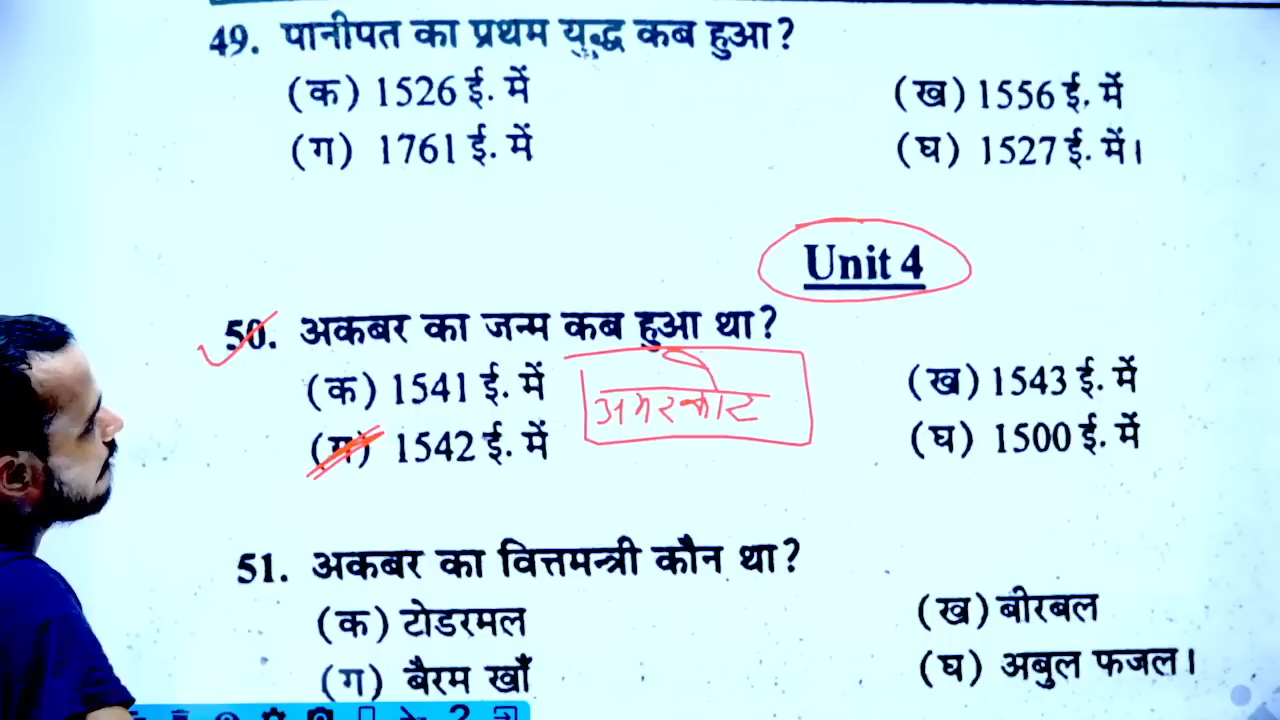 49. पानीपत का प्रथम युद्ध कब हुआ?
(क) 1526 ई. में (ख) 1556 ई. में
(ग) 1761 ई. में (घ) 1527 ई. में।
Unit 4
50. अकबर का जन्म कब हुआ था?
(क) 1541 ई. में (ख) 1543 ई. में
अमरकोट
(ग) 1542 ई. में (घ) 1500 ई. में
51. अकबर का वित्तमन्त्री कौन था?
(क) टोडरमल (ख) बीरबल
(ग) बैरम खाँ (घ) अबुल फजल।